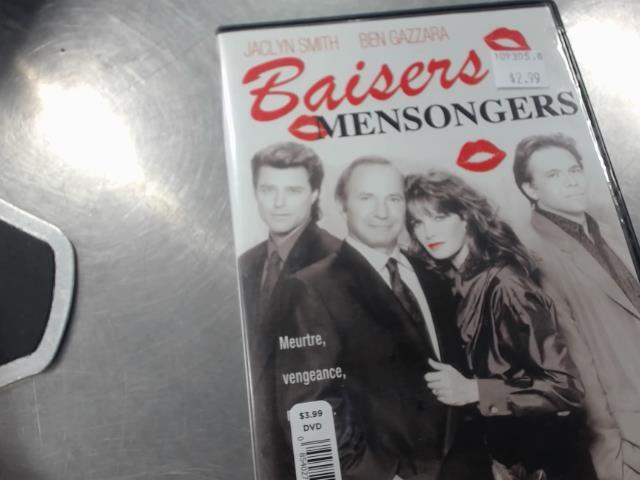 JACLYN SMITH BEN GAZZARA
Baisers
MENSONGERS
$2.99
Meurtre,
vengeance,
$3.99
DVD